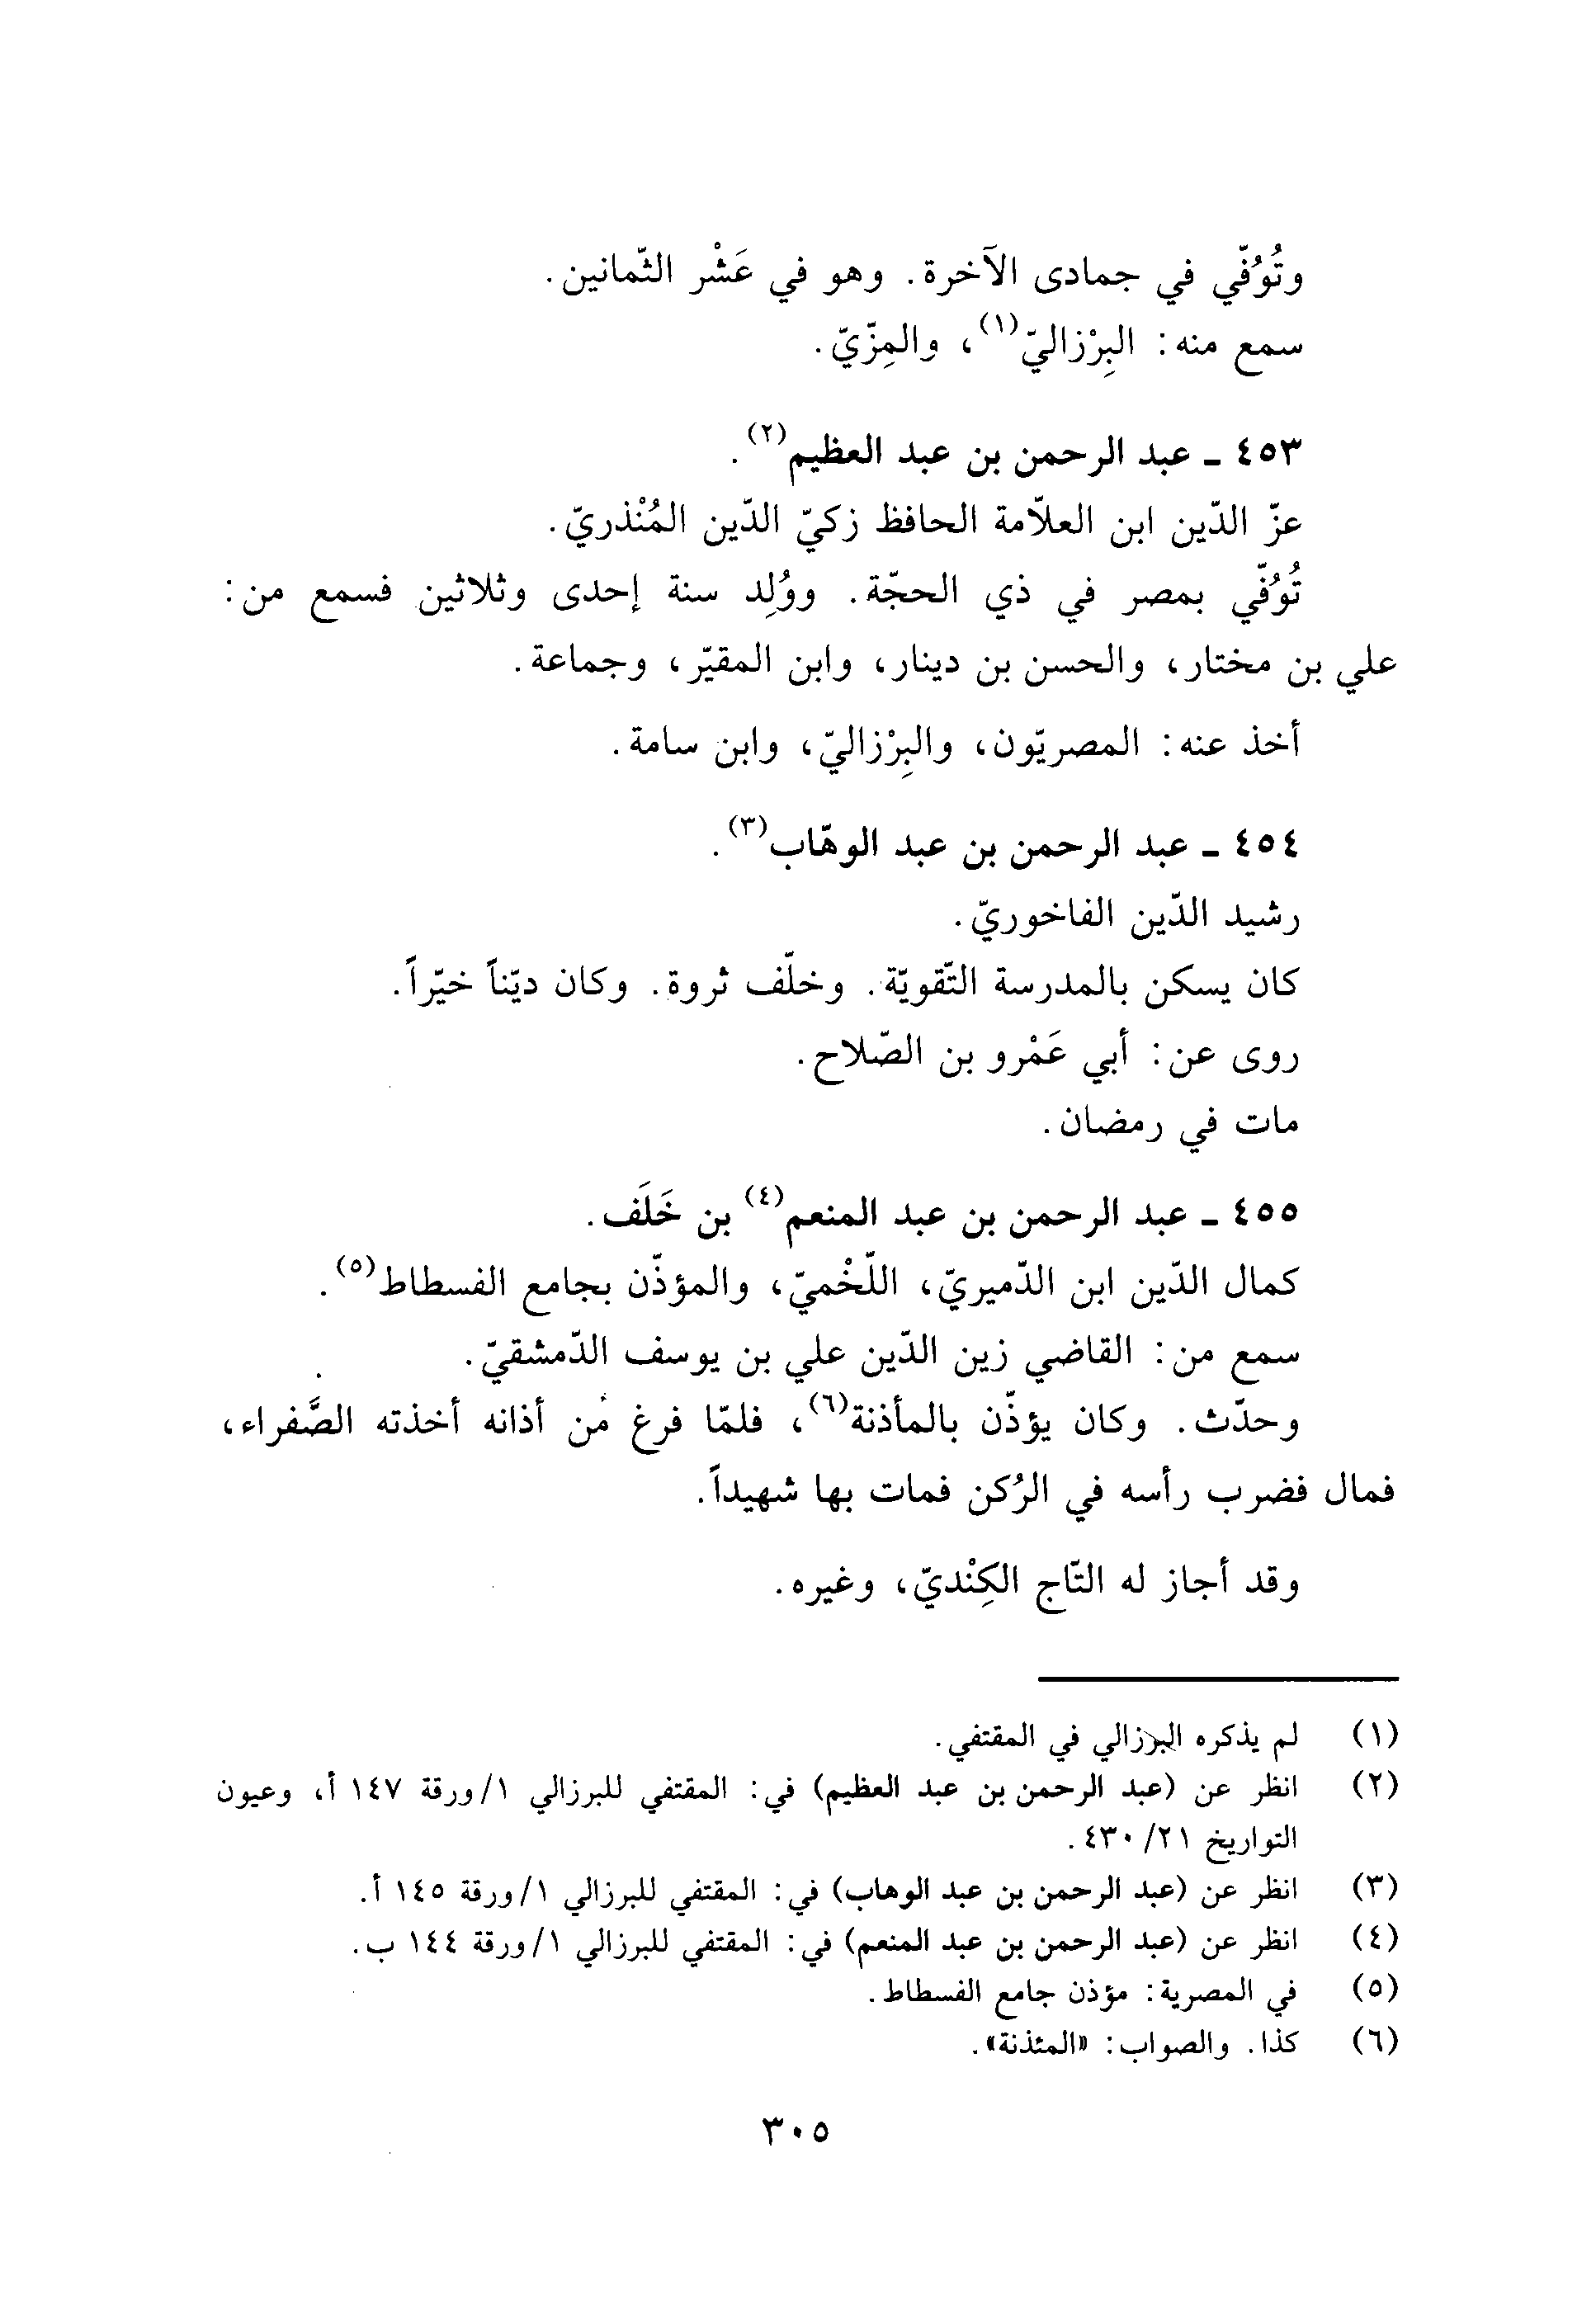 وتُوُفّي في جمادى الآخرة. وهو في عَشْر الثّمانين.
سمع منه: البِرْزاليّ(١)، والمِزّيّ.
٤٥٣ ـ عبد الرحمن بن عبد العظيم(٢).
عزّ الدّين ابن العلاّمة الحافظ زكيّ الدّين المُنْذريّ.
تُوُفّي بمصر في ذي الحجّة. ووُلِد سنة إحدى وثلاثين فسمع من:
علي بن مختار، والحسن بن دينار، وابن المقيّر، وجماعة.
أخذ عنه: المصريّون، والبِرْزاليّ، وابن سامة.
٤٥٤ ـ عبد الرحمن بن عبد الوهّاب(٣).
رشيد الدّين الفاخوريّ.
كان يسكن بالمدرسة التّقويّة. وخلّف ثروة. وكان ديّناً خيّراً.
روى عن: أبي عَمْرو بن الصّلاح.
مات في رمضان.
٤٥٥ ـ عبد الرحمن بن عبد المنعم(٤) بن خَلَف.
كمال الدّين ابن الدّميريّ، اللّخْميّ، والمؤذّن بجامع الفسطاط(٥).
سمع من: القاضي زين الدّين علي بن يوسف الدّمشقيّ.
وحدّث. وكان يؤذّن بالمأذنة(٦)، فلمّا فرغ من أذانه أخذته الصَّفراء،
فمال فضرب رأسه في الرُكن فمات بها شهيداً.
وقد أجاز له التّاج الكِنْديّ، وغيره.
(١) لم يذكره البرزالي في المقتفي.
(٢) انظر عن (عبد الرحمن بن عبد العظيم) في: المقتفي للبرزالي ١/ورقة ١٤٧ أ، وعيون
التواريخ ٢١/ ٤٣٠.
(٣) انظر عن (عبد الرحمن بن عبد الوهاب) في: المقتفي للبرزالي ١/ورقة ١٤٥ أ.
(٤) انظر عن (عبد الرحمن بن عبد المنعم) في: المقتفي للبرزالي ١/ورقة ١٤٤ ب.
(٥) في المصرية: مؤذن جامع الفسطاط.
(٦) كذا. والصواب: «المئذنة».
٣٠٥